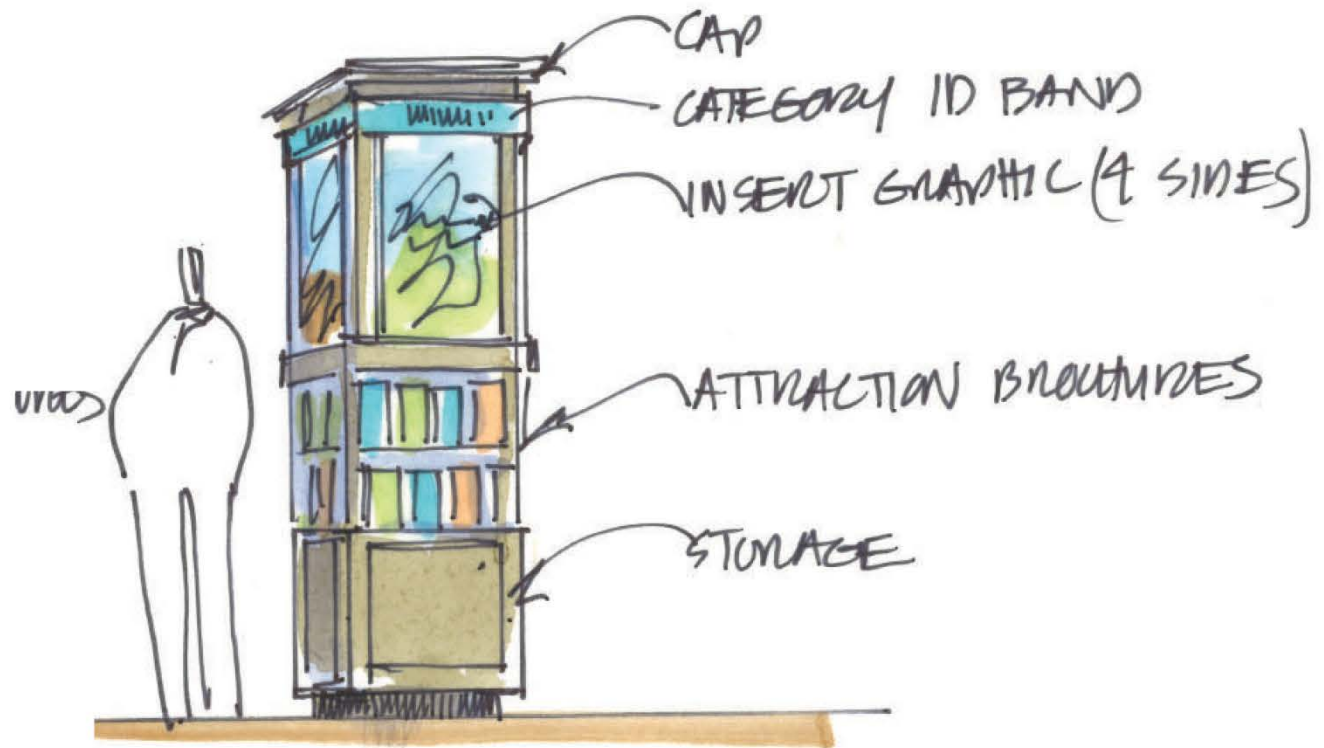 CAP
CATEGORY ID BAND
INSERT GRAPHIC (4 SIDES)
ATTRACTION BROCHURES
STORAGE